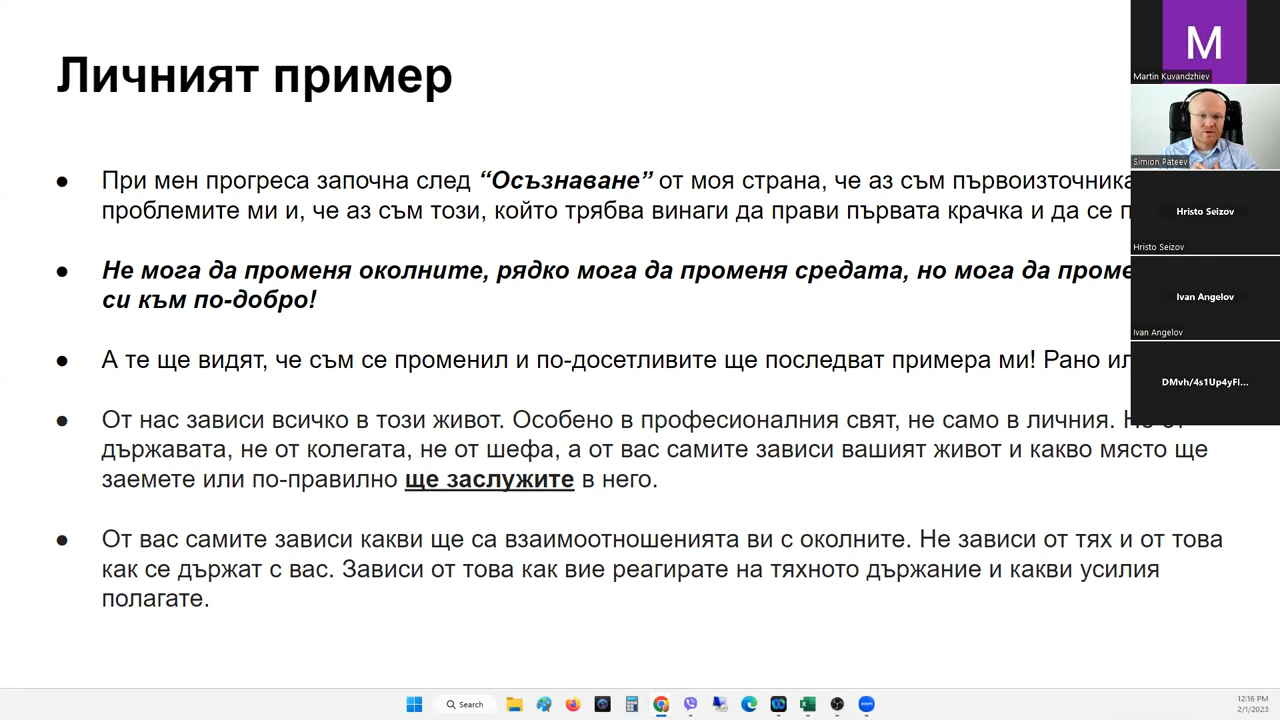 Личният пример
● При мен прогреса започна след “Осъзнаване” от моя страна, че аз съм първоизточника
проблемите ми и, че аз съм този, който трябва винаги да прави първата крачка и да се
● Не мога да променя околните, рядко мога да променя средата, но мога да
си към по-добро!
● А те ще видят, че съм се променил и по-досетливите ще последват примера ми! Рано
● От нас зависи всичко в този живот. Особено в професионалния свят, не само в личния. Не от
държавата, не от колегата, не от шефа, а от вас самите зависи вашият живот и какво място ще
заемете или по-правилно ще заслужите в него.
● От вас самите зависи какви ще са взаимоотношенията ви с околните. Не зависи от тях и от това
как се държат с вас. Зависи от това как вие реагирате на тяхното държание и какви усилия
полагате.
M
Martin Kuvandzhiev
Simion Pateev
Hristo Seizov
Hristo Seizov
Ivan Angelov
Ivan Angelov
DMvh/4s1Up4yFl...
Search
12:16 PM
2/1/2023